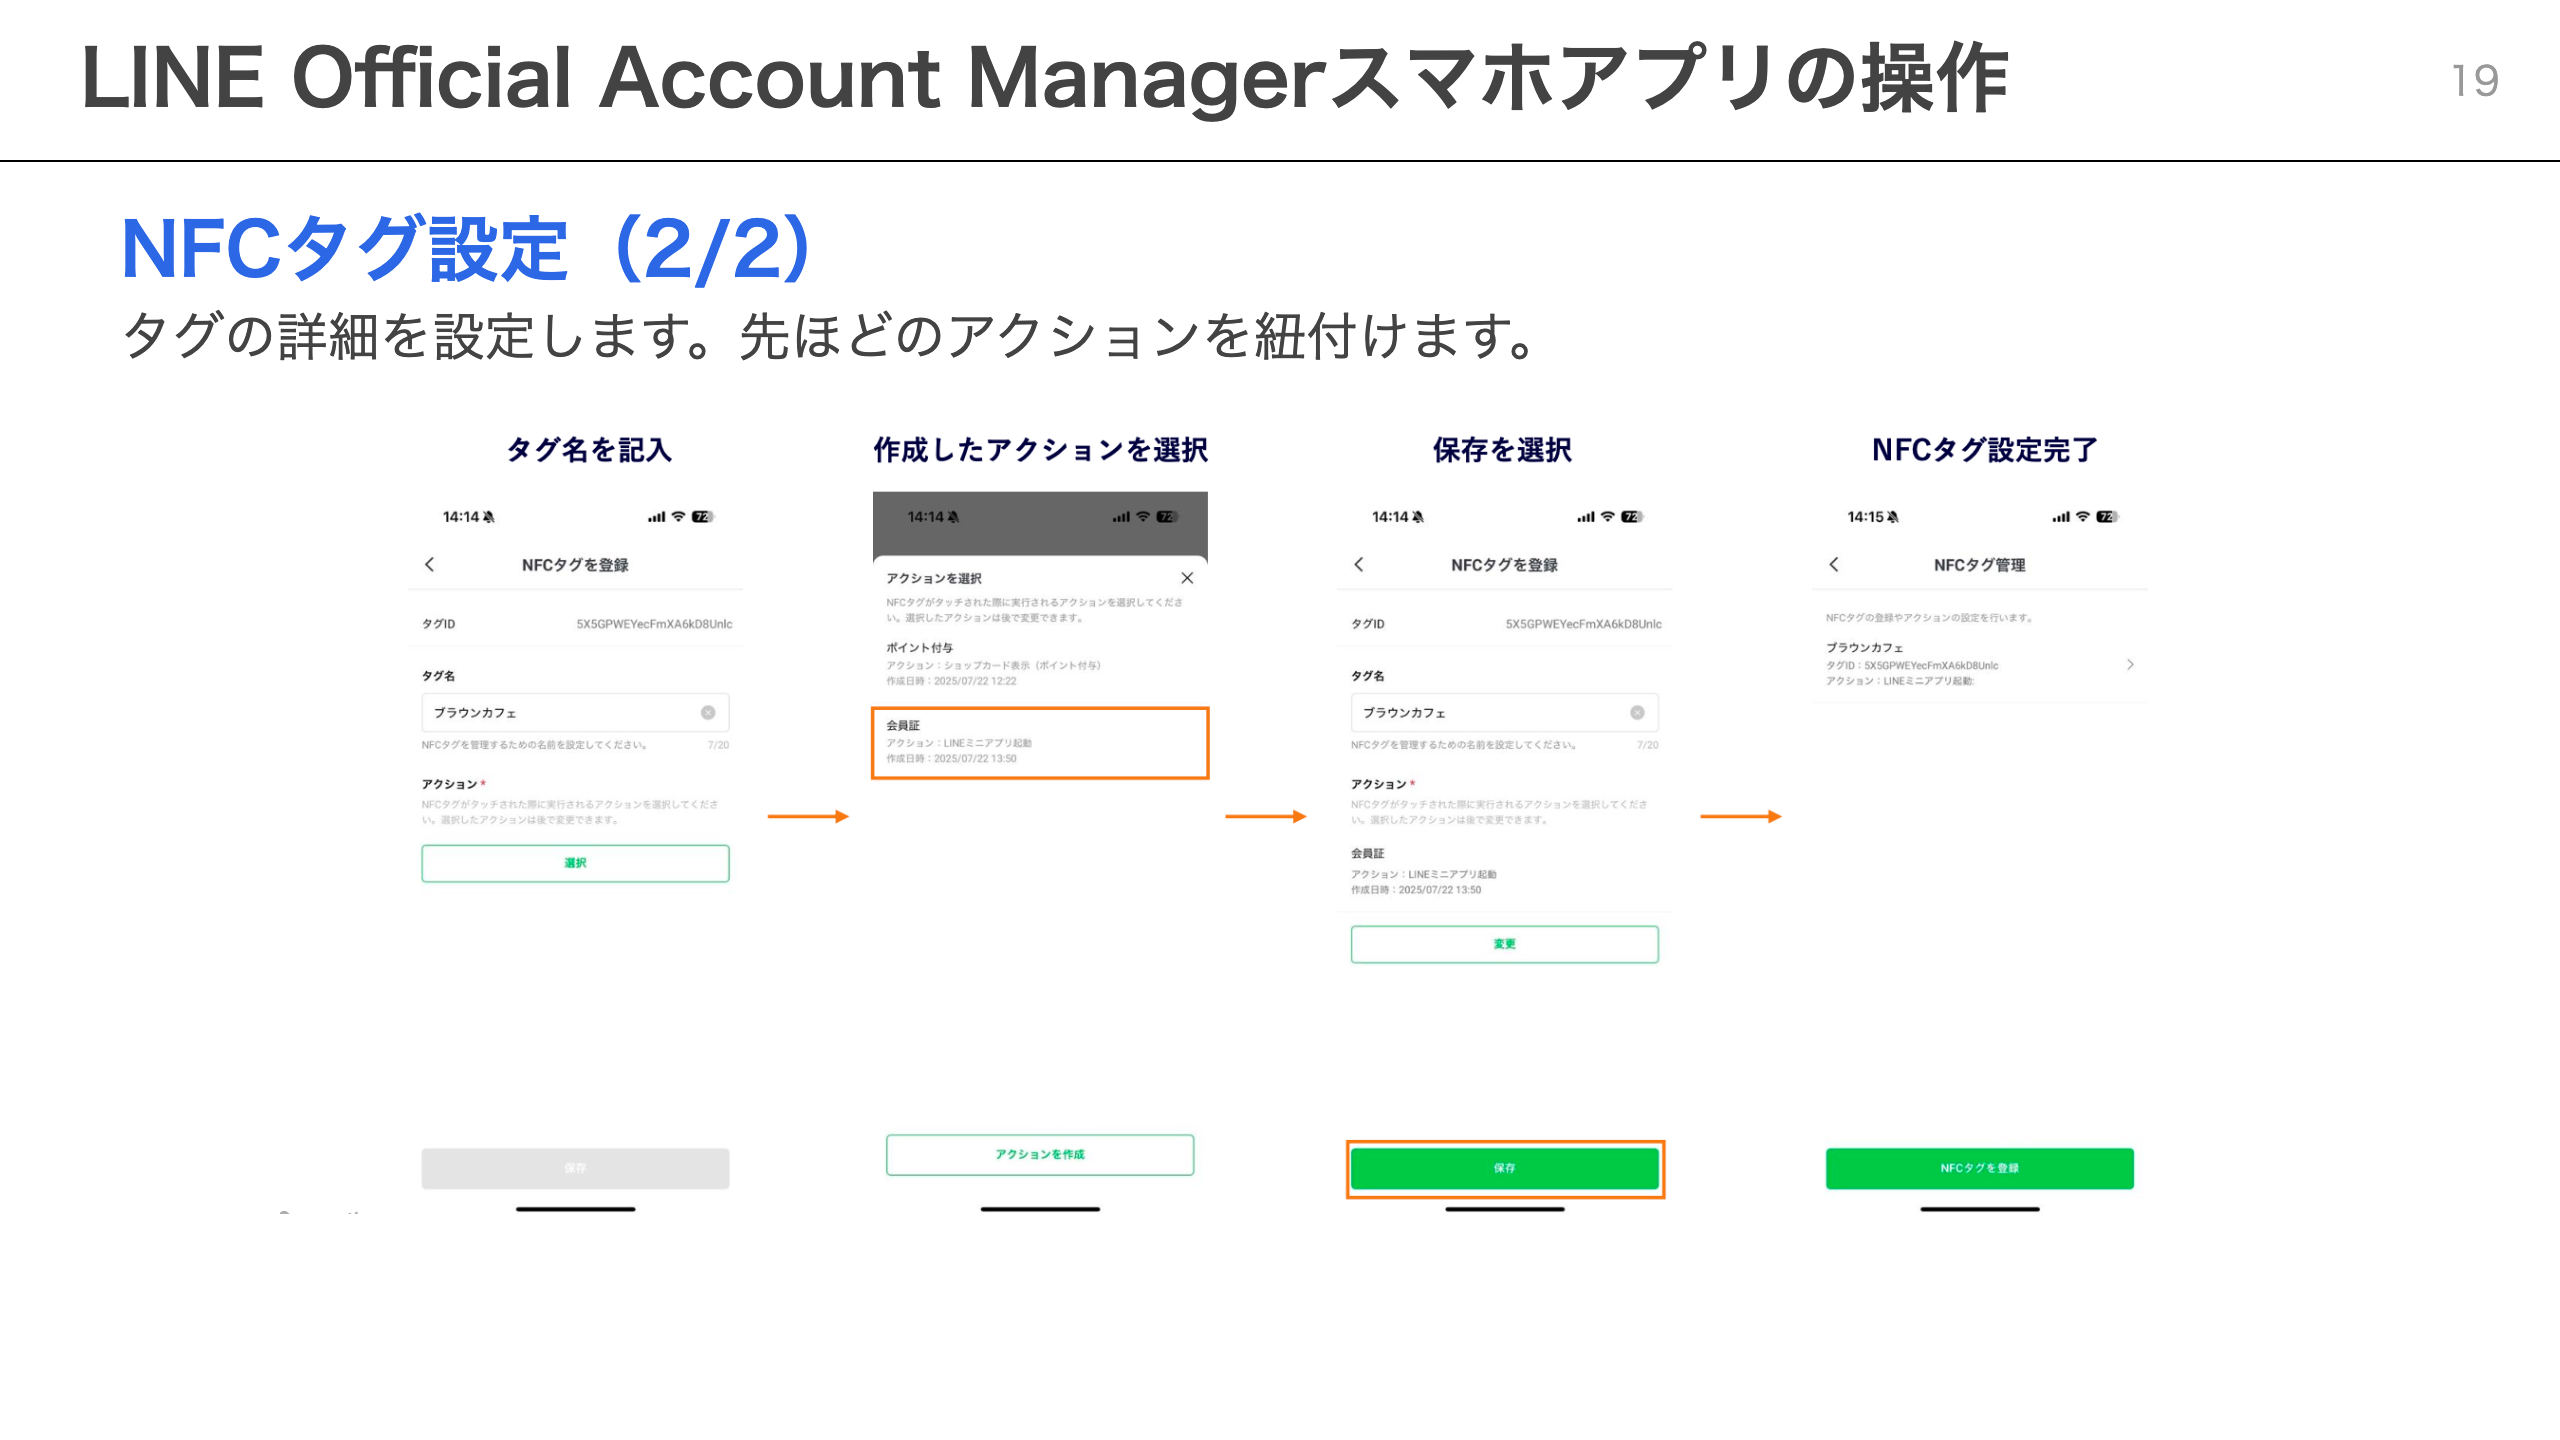 LINE Official Account Managerスマホアプリの操作
19
NFCタグ設定（2/2）
タグの詳細を設定します。先ほどのアクションを紐付けます。
タグ名を記入
14:14
72
NFCタグを登録
タグID
5X5GPWEYecFmXA6kD8Unlc
タグ名
ブラウンカフェ
NFCタグを管理するための名前を設定してください。
7/20
アクション*
NFCタグがタッチされた際に実行されるアクションを選択してくださ
い。選択したアクションは後で変更できます。
選択
保存
作成したアクションを選択
14:14
72
アクションを選択
NFCタグがタッチされた際に実行されるアクションを選択してくださ
い。選択したアクションは後で変更できます。
ポイント付与
アクション：ショップカード表示（ポイント付与）
作成日時：2025/07/22 12:22
会員証
アクション：LINEミニアプリ起動
作成日時：2025/07/22 13:50
アクションを作成
保存を選択
14:14
72
NFCタグを登録
タグID
5X5GPWEYecFmXA6kD8Unlc
タグ名
ブラウンカフェ
NFCタグを管理するための名前を設定してください。
7/20
アクション*
NFCタグがタッチされた際に実行されるアクションを選択してくださ
い。選択したアクションは後で変更できます。
会員証
アクション：LINEミニアプリ起動
作成日時：2025/07/22 13:50
変更
保存
NFCタグ設定完了
14:15
72
NFCタグ管理
NFCタグの登録やアクションの設定を行います。
ブラウンカフェ
タグID：5X5GPWEYecFmXA6kD8Unlc
アクション：LINEミニアプリ起動:
NFCタグを登録